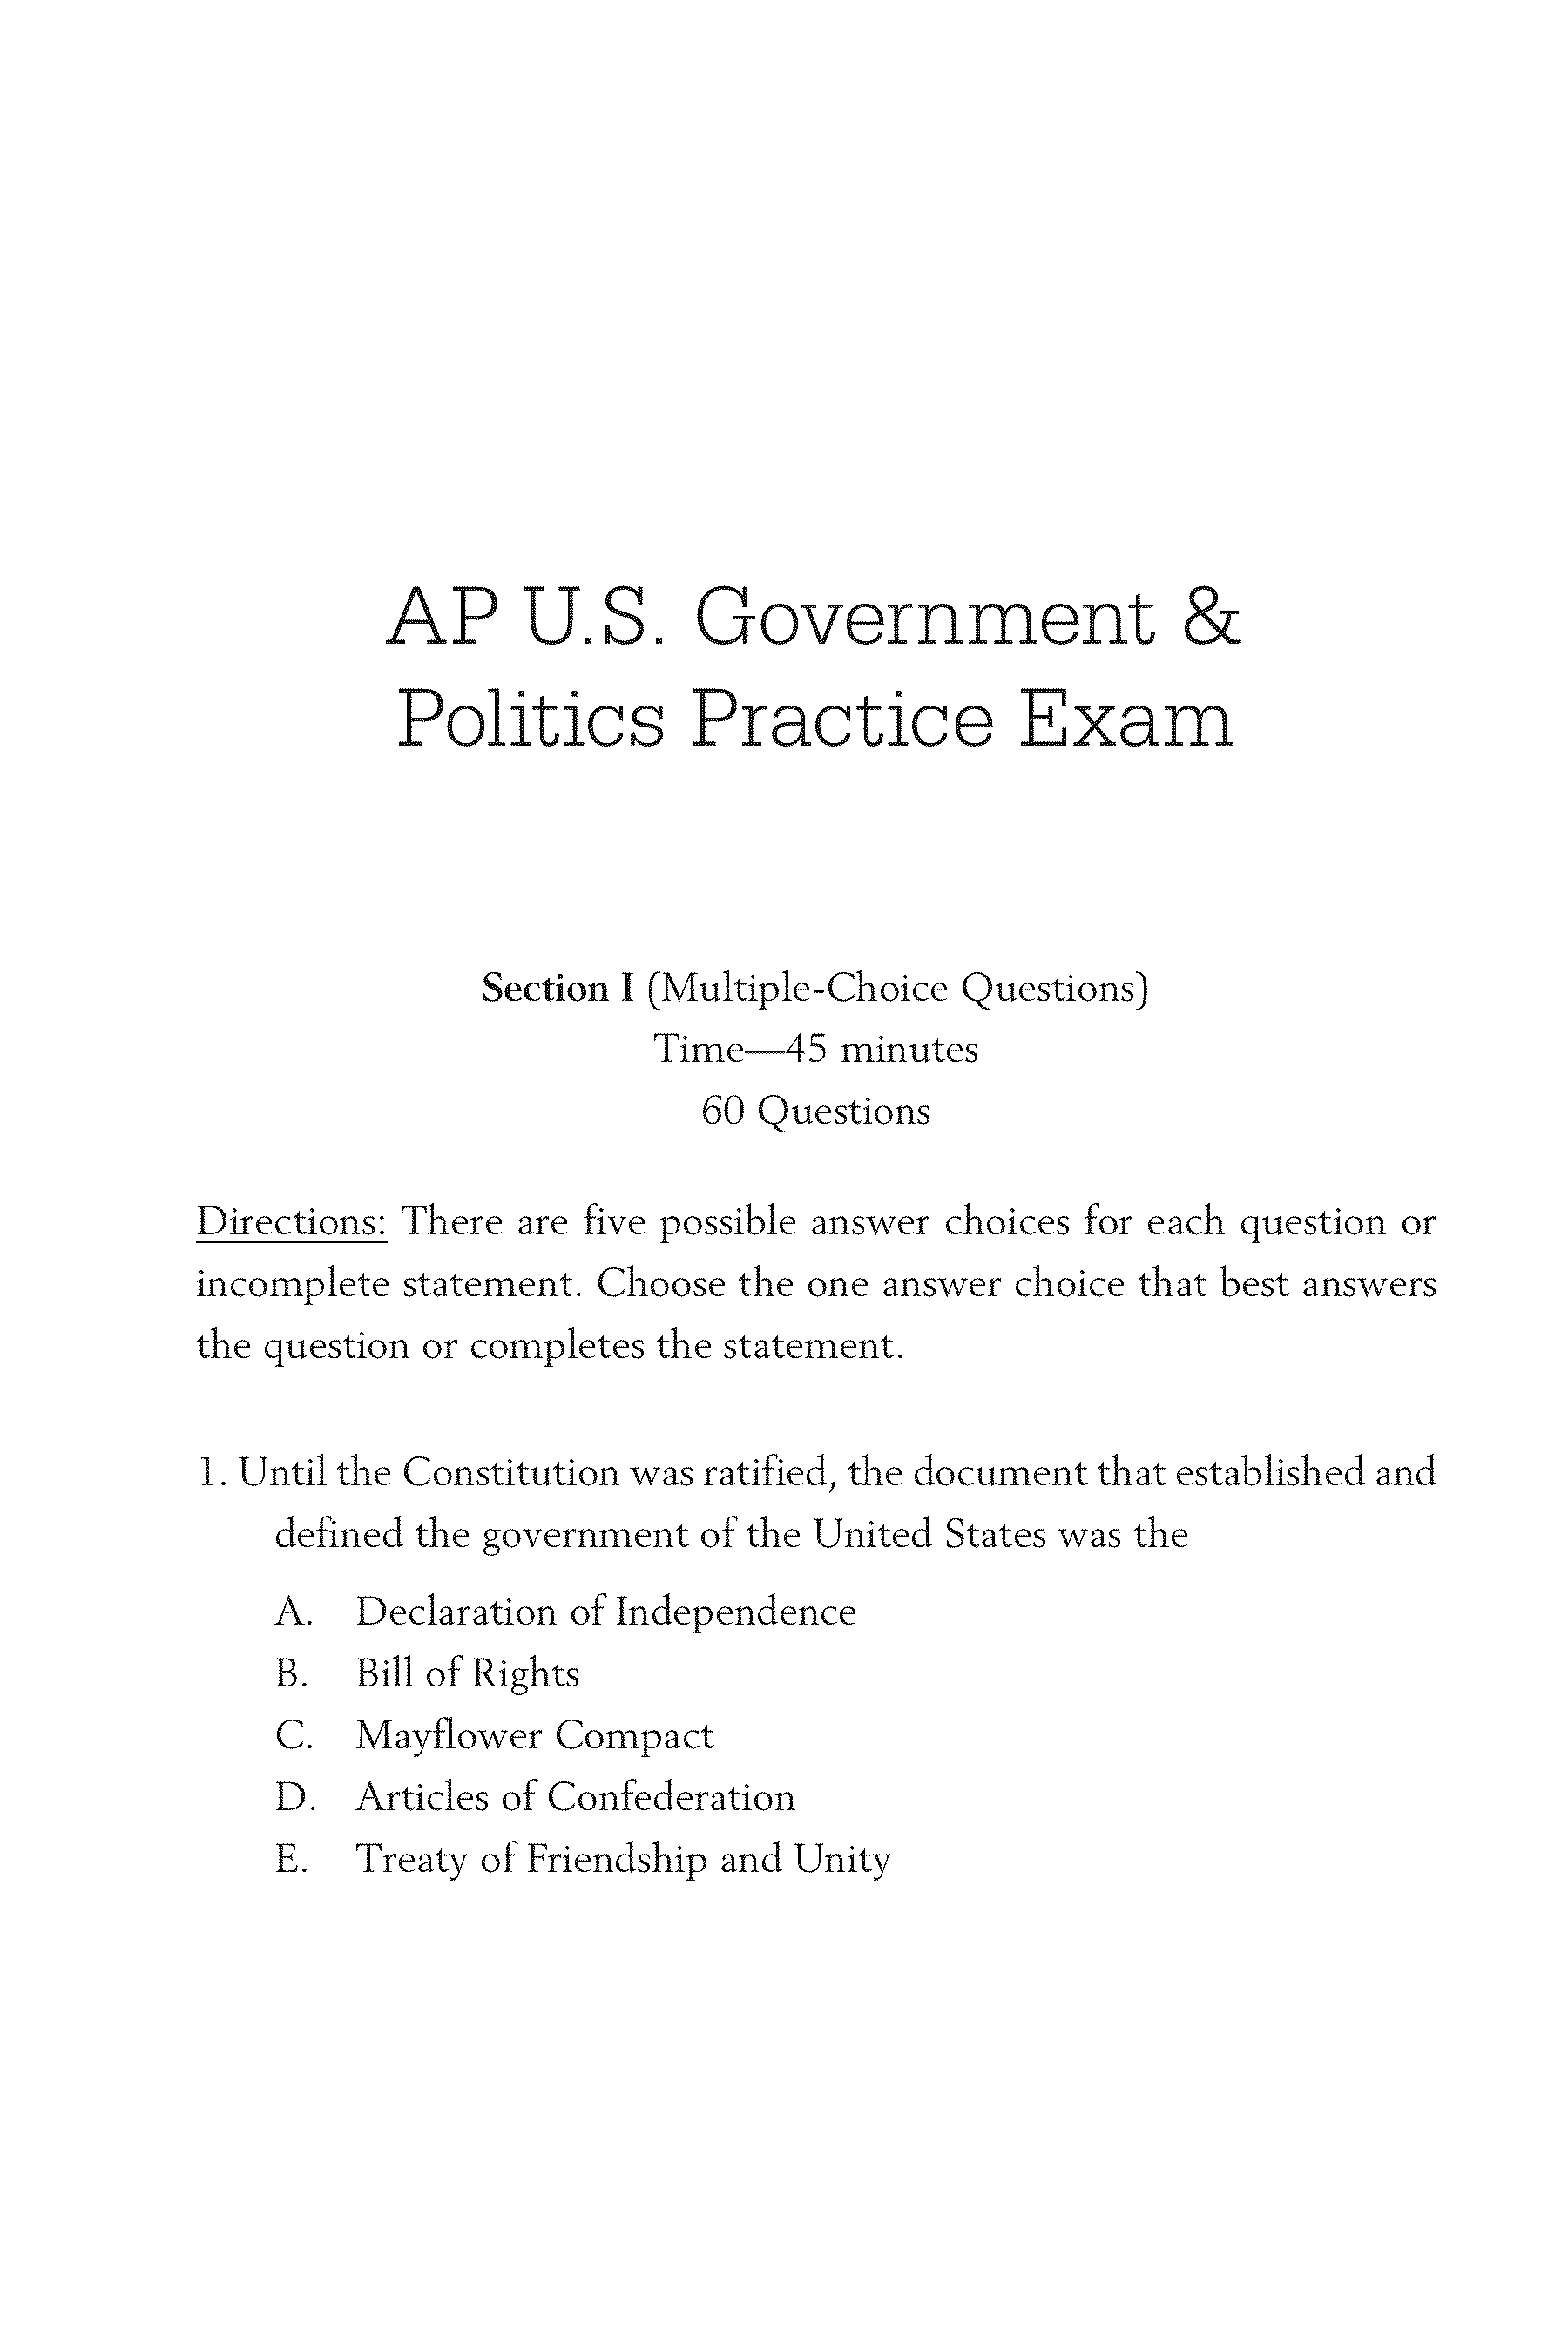 AP U.S. Government &
Politics Practice Exam
Section I (Multiple-Choice Questions)
Time—45 minutes
60 Questions
Directions: There are five possible answer choices for each question or
incomplete statement. Choose the one answer choice that best answers
the question or completes the statement.
1. Until the Constitution was ratified, the document that established and
defined the government of the United States was the
A. Declaration of Independence
B. Bill of Rights
C. Mayflower Compact
D. Articles of Confederation
E. Treaty of Friendship and Unity